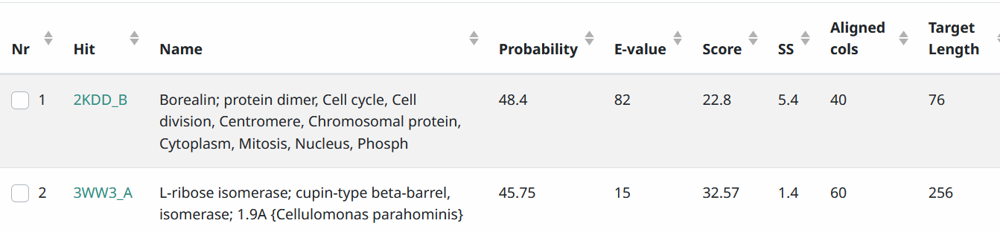 Nr Hit Name Probability E-value Score SS Aligned cols Target Length
1 2KDD_B Borealin; protein dimer, Cell cycle, Cell 48.4 82 22.8 5.4 40 76
division, Centromere, Chromosomal protein,
Cytoplasm, Mitosis, Nucleus, Phosph
2 3WW3_A L-ribose isomerase; cupin-type beta-barrel, 45.75 15 32.57 1.4 60 256
isomerase; 1.9A {Cellulomonas parahominis}